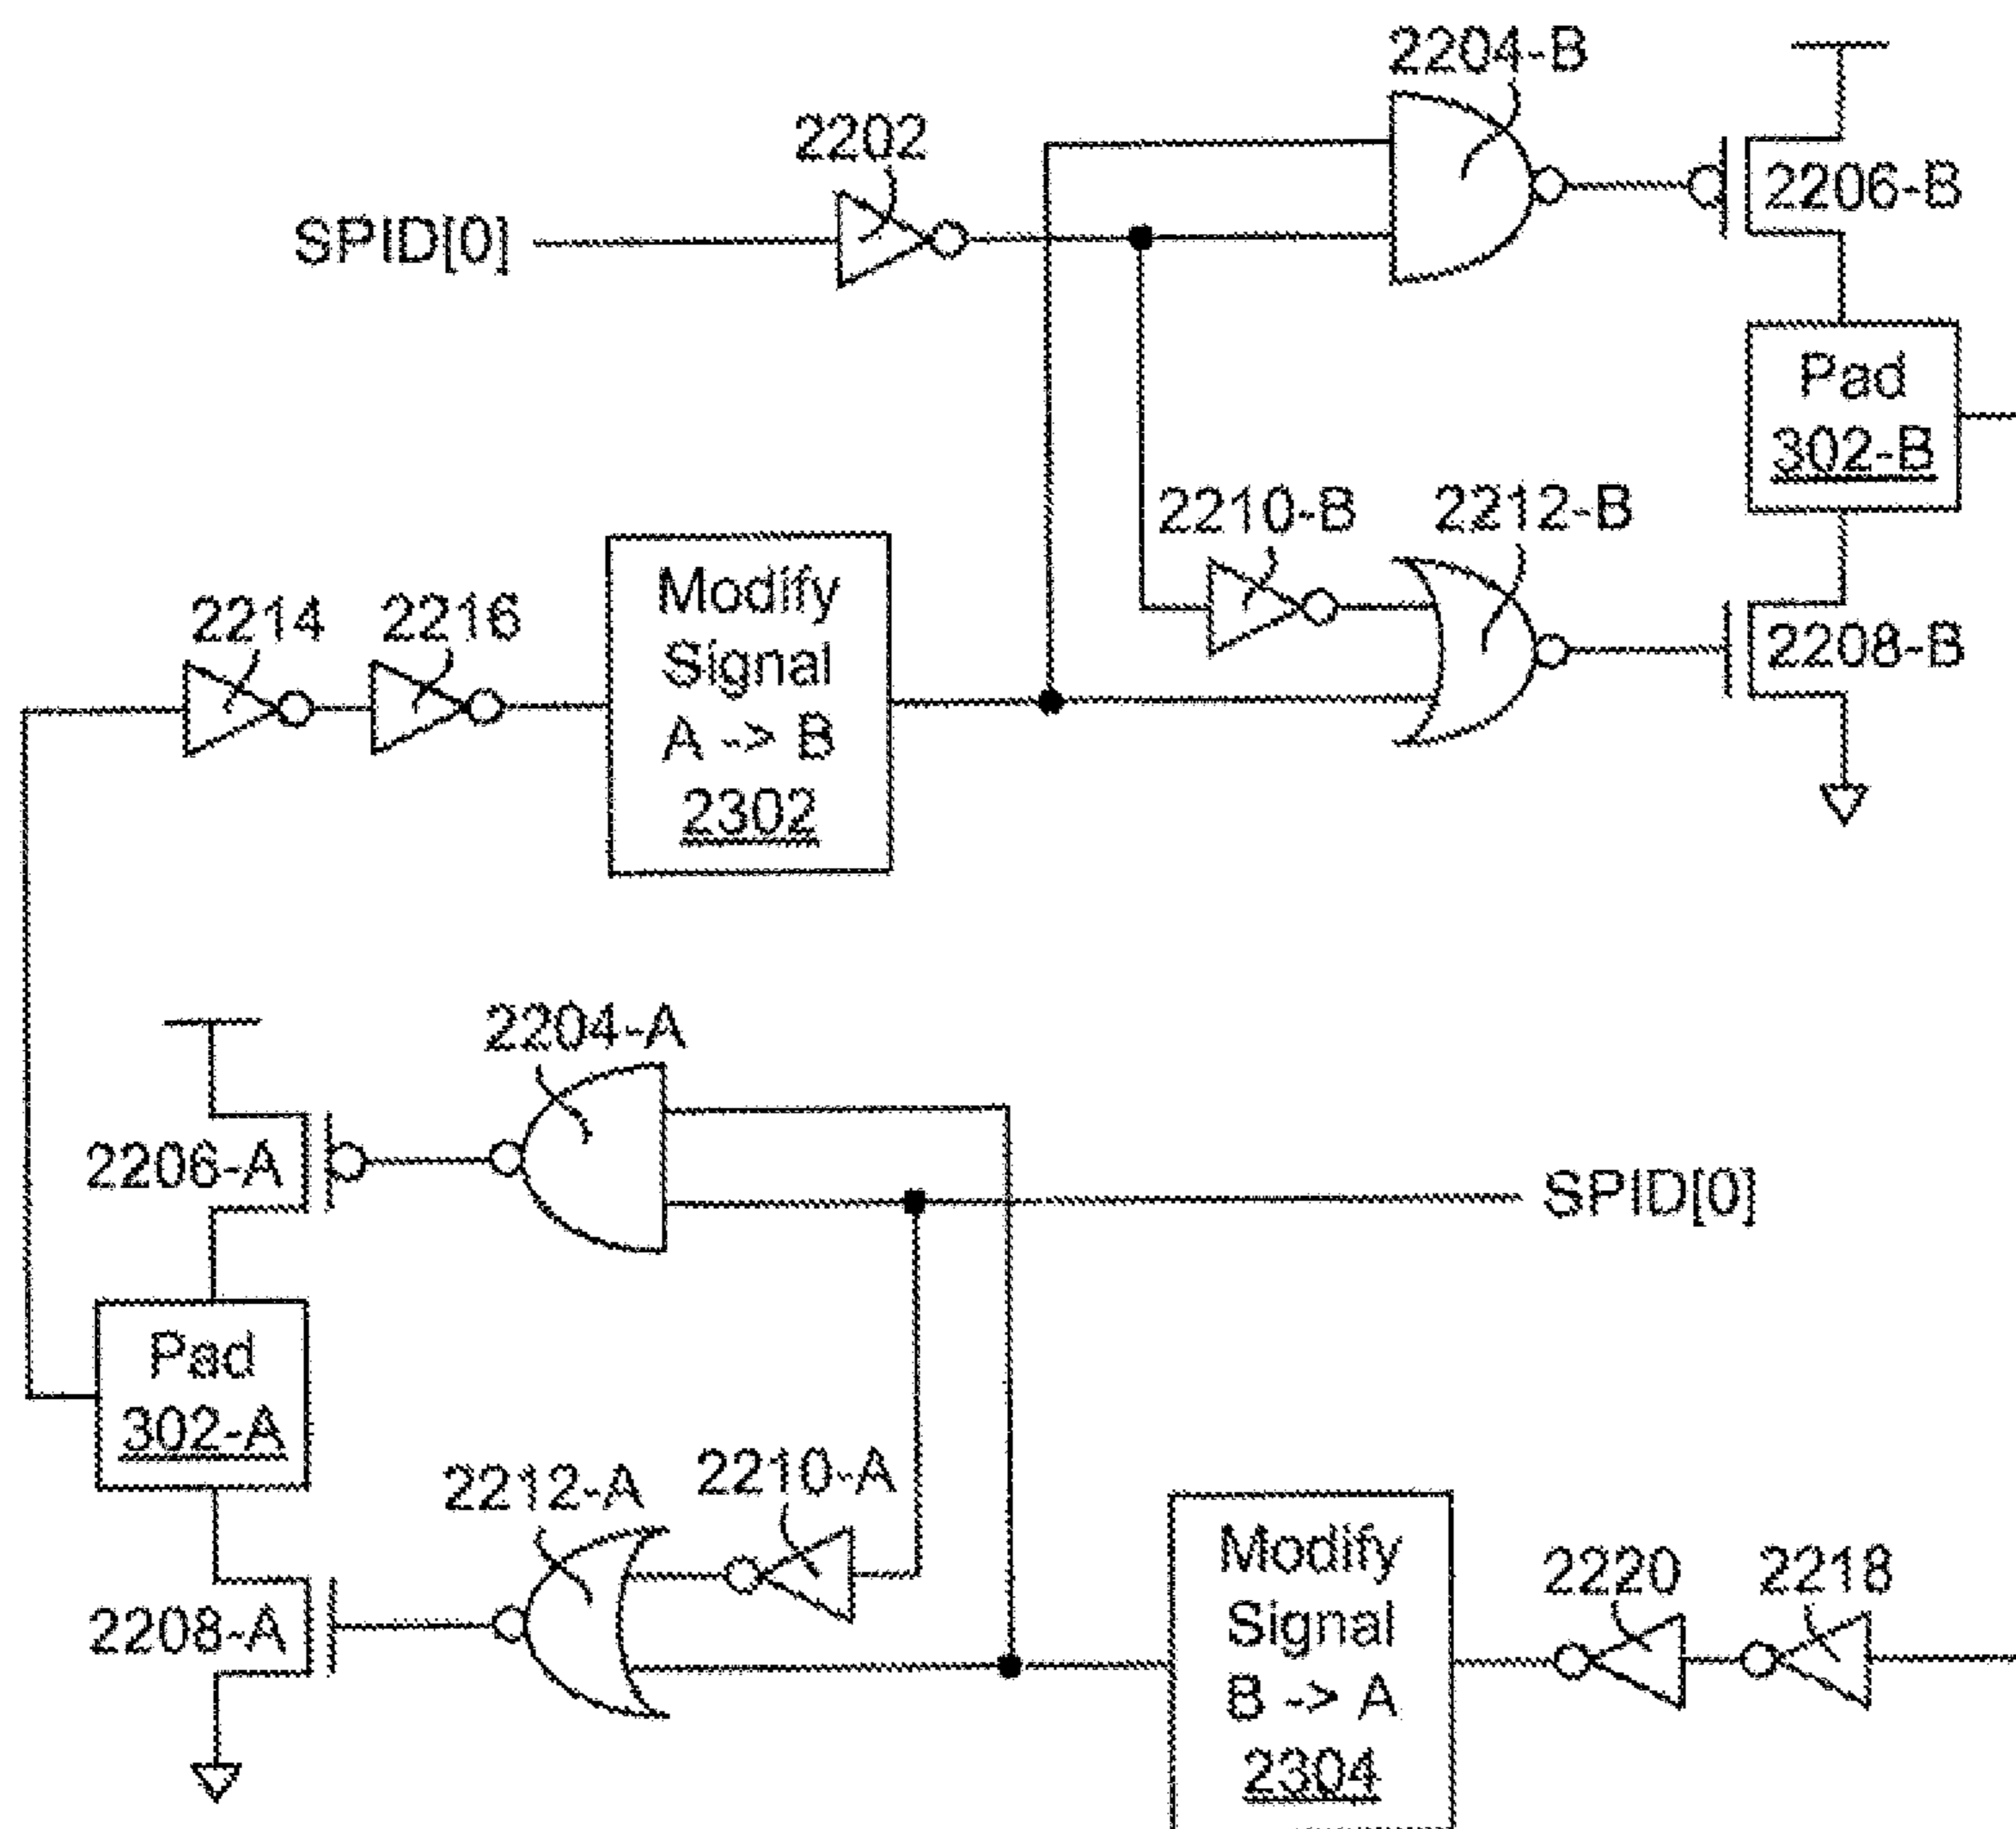 2204-B
2202
SPID[0]
2206-B
Pad
302-B
2210-B
2212-B
2214
2216
Modify
Signal
A -> B
2302
2208-B
2204-A
2206-A
SPID[0]
Pad
302-A
2212-A
2210-A
2208-A
Modify
Signal
B -> A
2304
2220
2218